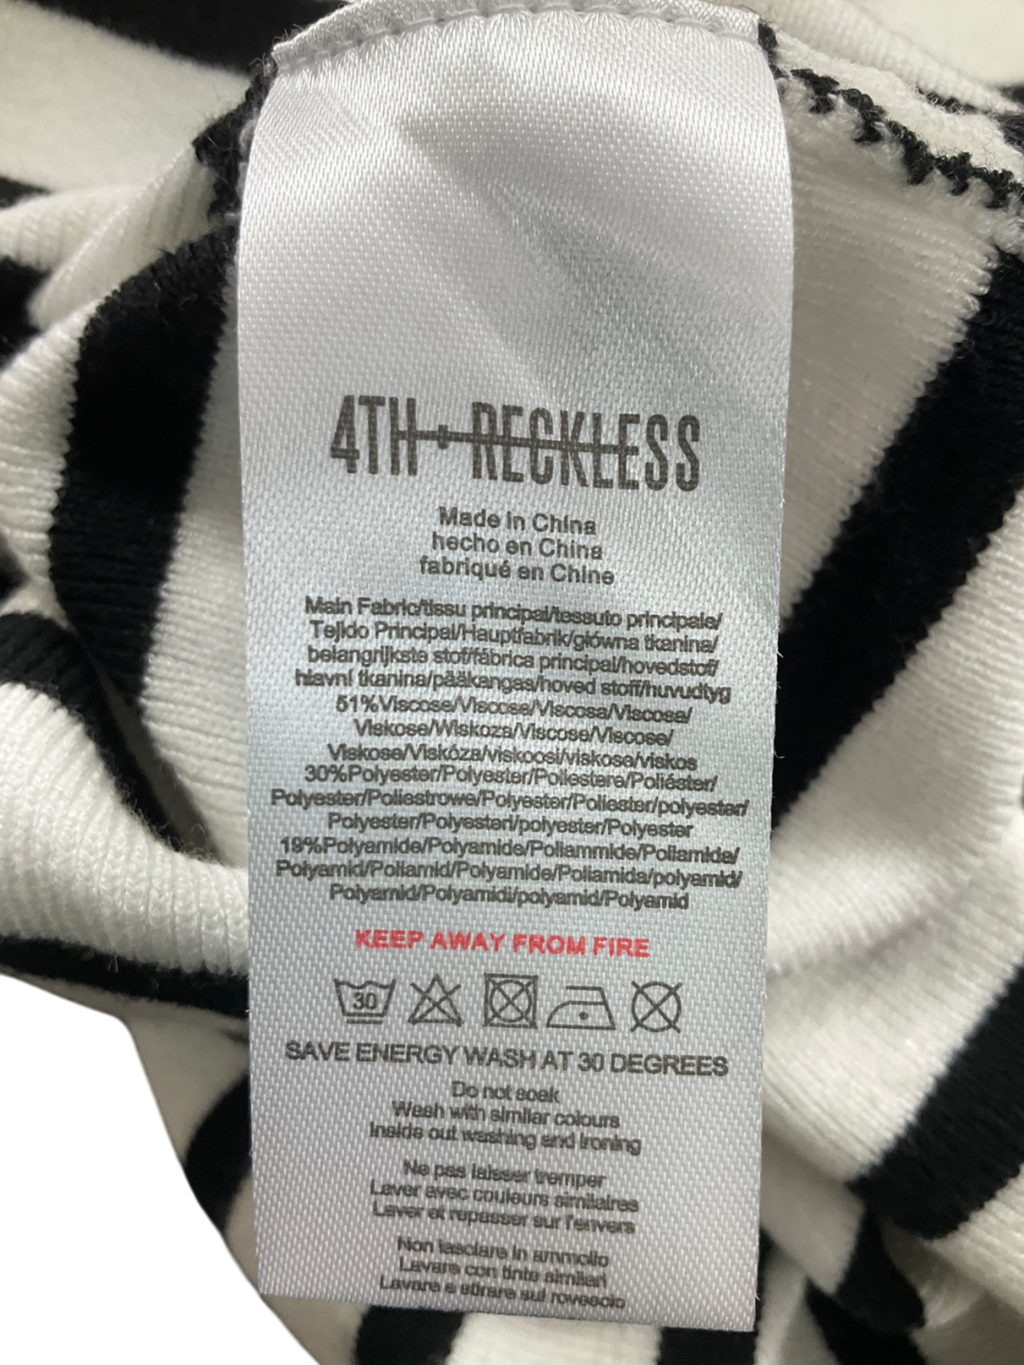 4TH RECKLESS
Made in China
hecho en China
fabriqué en Chine
Main Fabric/tissu principal/tessuto principale/
Tejido Principal/Hauptfabrik/główna tkanina/
belangrijkste stof/fábrica principal/hovedstof/
hlavní tkanina/pääkangas/hoved stoff/huvudtyg
51%Viscose/Viscose/Viscosa/Viscosa/
Viskose/Wiskoza/Viscose/Viscose/
Viskose/Viskóza/viskoosi/viskose/viskos
30%Polyester/Polyester/Poliestere/Poliéster/
Polyester/Poliestrowe/Polyester/Poliester/polyester/
Polyester/Polyesteri/polyester/Polyester
19%Polyamide/Polyamide/Poliammide/Poliamida/
Polyamid/Poliamid/Polyamide/Poliamida/polyamid/
Polyamid/Polyamidi/polyamid/Polyamid
KEEP AWAY FROM FIRE
30
SAVE ENERGY WASH AT 30 DEGREES
Do not soak
Wash with similar colours
Inside out washing and ironing
Ne pas laisser tremper
Laver avec couleurs similaires
Laver et repasser sur l'envers
Non lasciare in ammollo
Lavare con tinte similari
Lavare e stirare sul rovescio